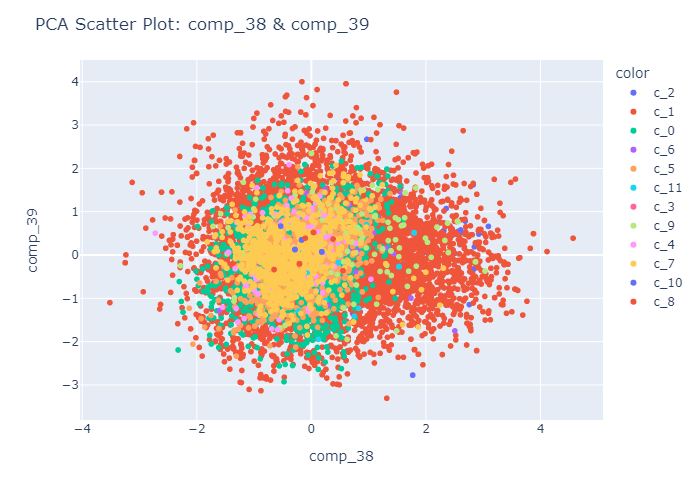 PCA Scatter Plot: comp_38 & comp_39
color
c_2
c_1
c_0
c_6
c_5
c_11
c_3
c_9
c_4
c_7
c_10
c_8
comp_39
4
3
2
1
0
−1
−2
−3
−4
−2
0
2
4
comp_38